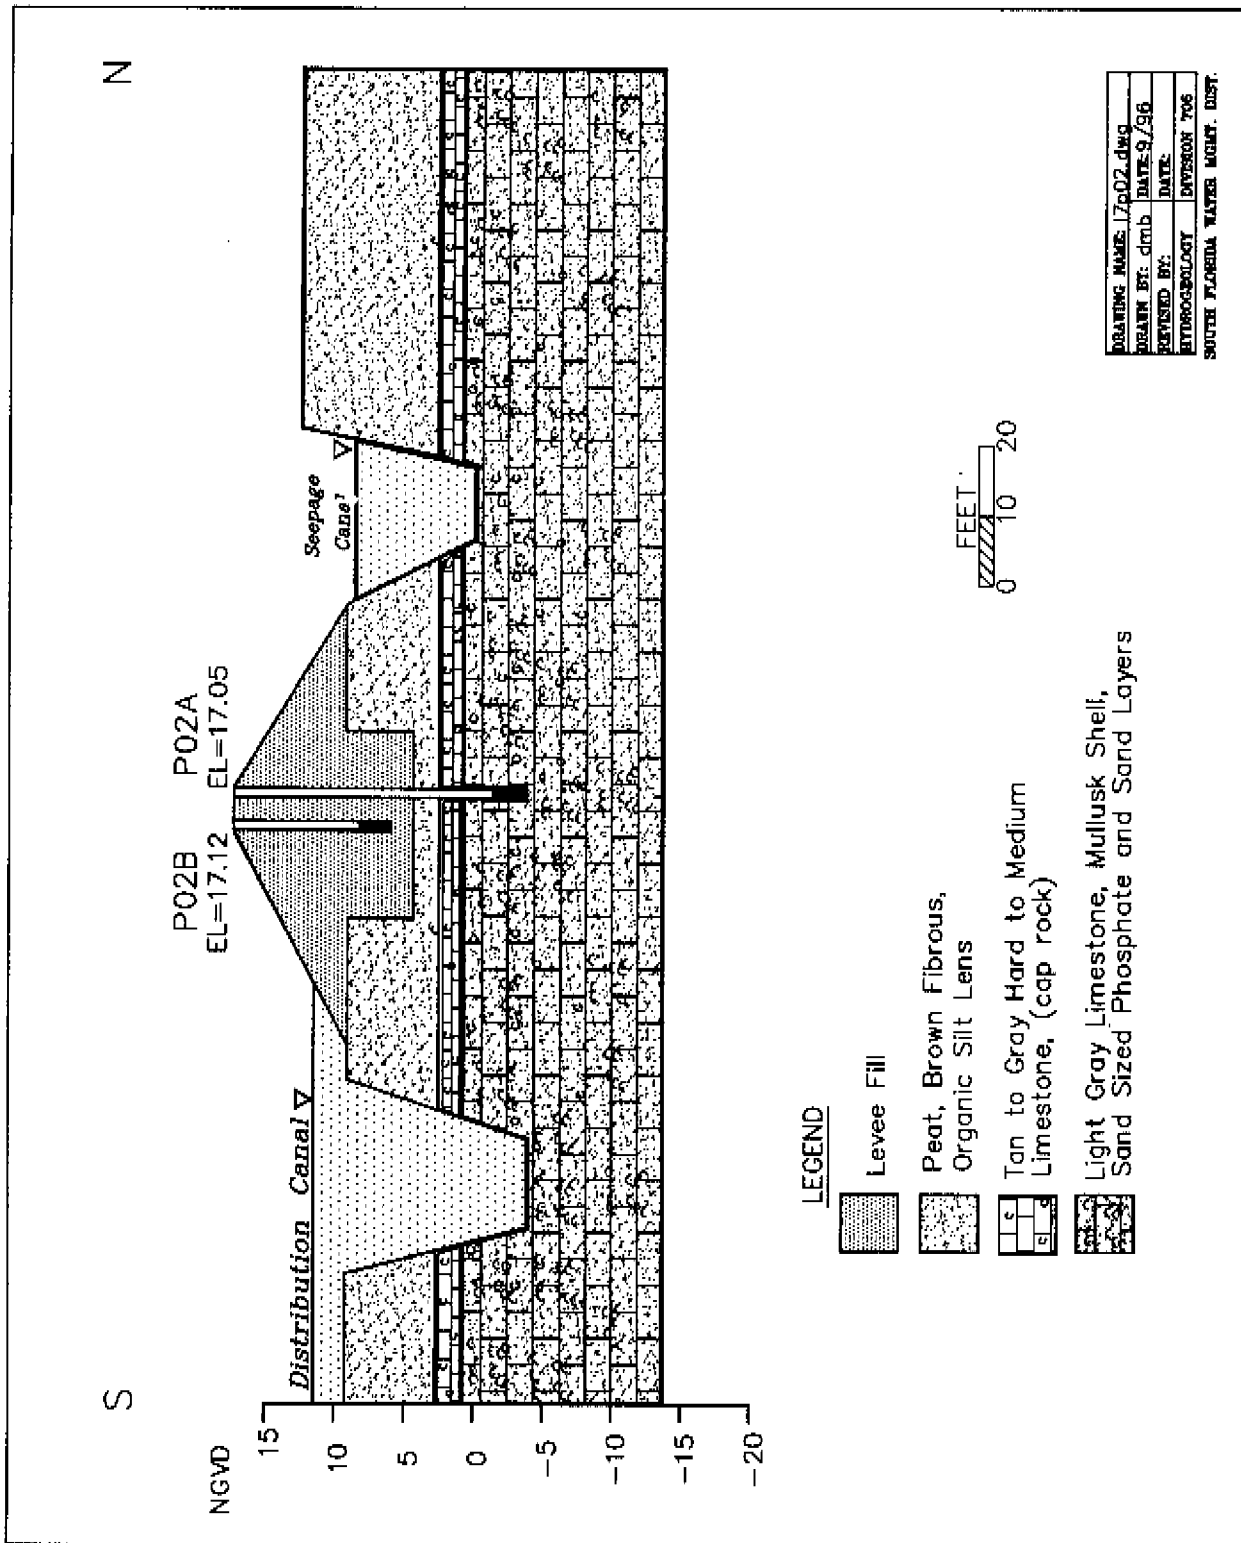 S
N
NGVD
15
10
5
0
-5
-10
-15
-20
P02B
EL=17.12
P02A
EL=17.05
Distribution Canal
Seepage
Canal
LEGEND
Levee Fill
Peat, Brown Fibrous,
Organic Silt Lens
Tan to Gray Hard to Medium
Limestone, (cap rock)
Light Gray Limestone, Mullusk Shell,
Sand Sized Phosphate and Sand Layers
FEET
0 10 20
DRAWING NAME: 17p02.dwg
DRAWN BY: dmb DATE: 9/96
REVISED BY: DATE:
HYDROGEOLOGY DIVISION 706
SOUTH FLORIDA WATER MGMT. DIST.